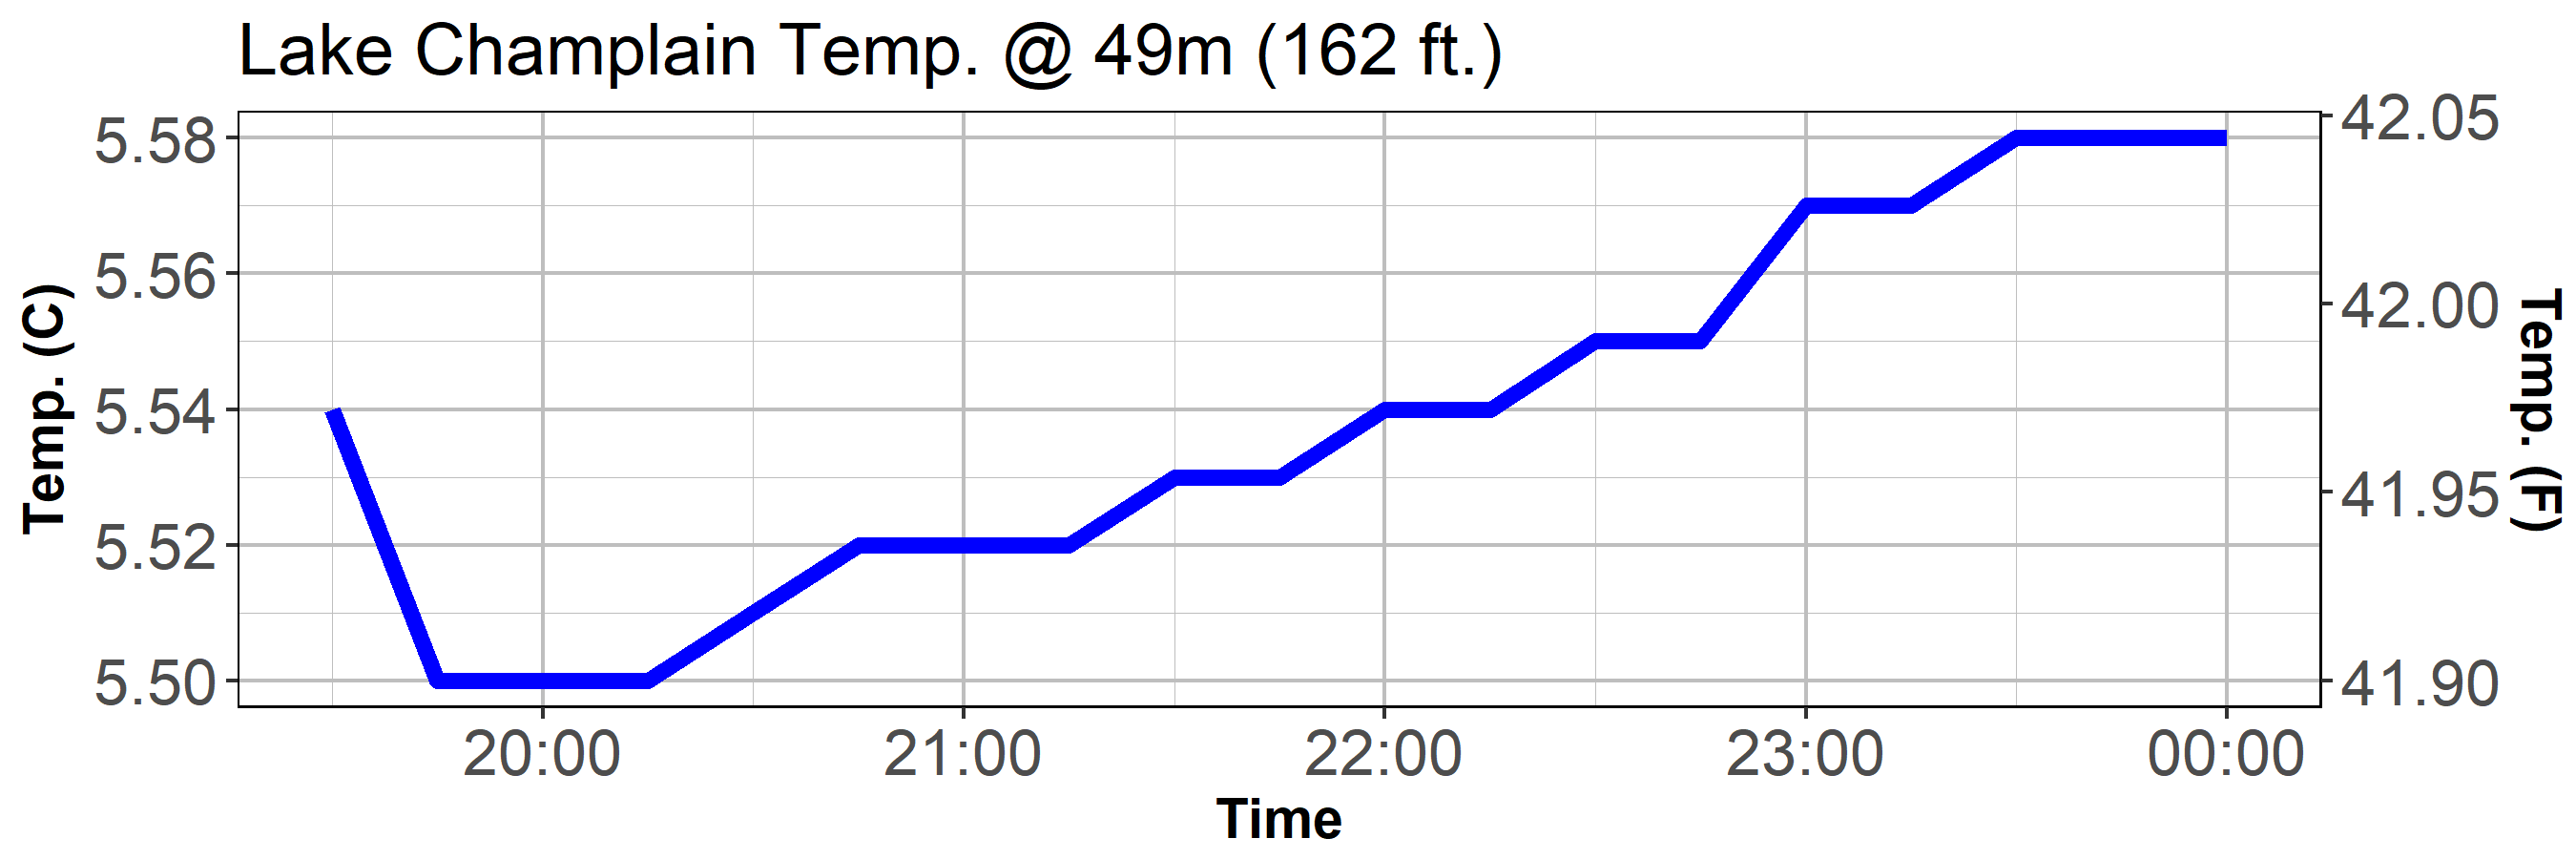 Lake Champlain Temp. @ 49m (162 ft.)
5.58
5.56
5.54
5.52
5.50
Temp. (C)
42.05
42.00
41.95
41.90
Temp. (F)
20:00 21:00 22:00 23:00 00:00
Time